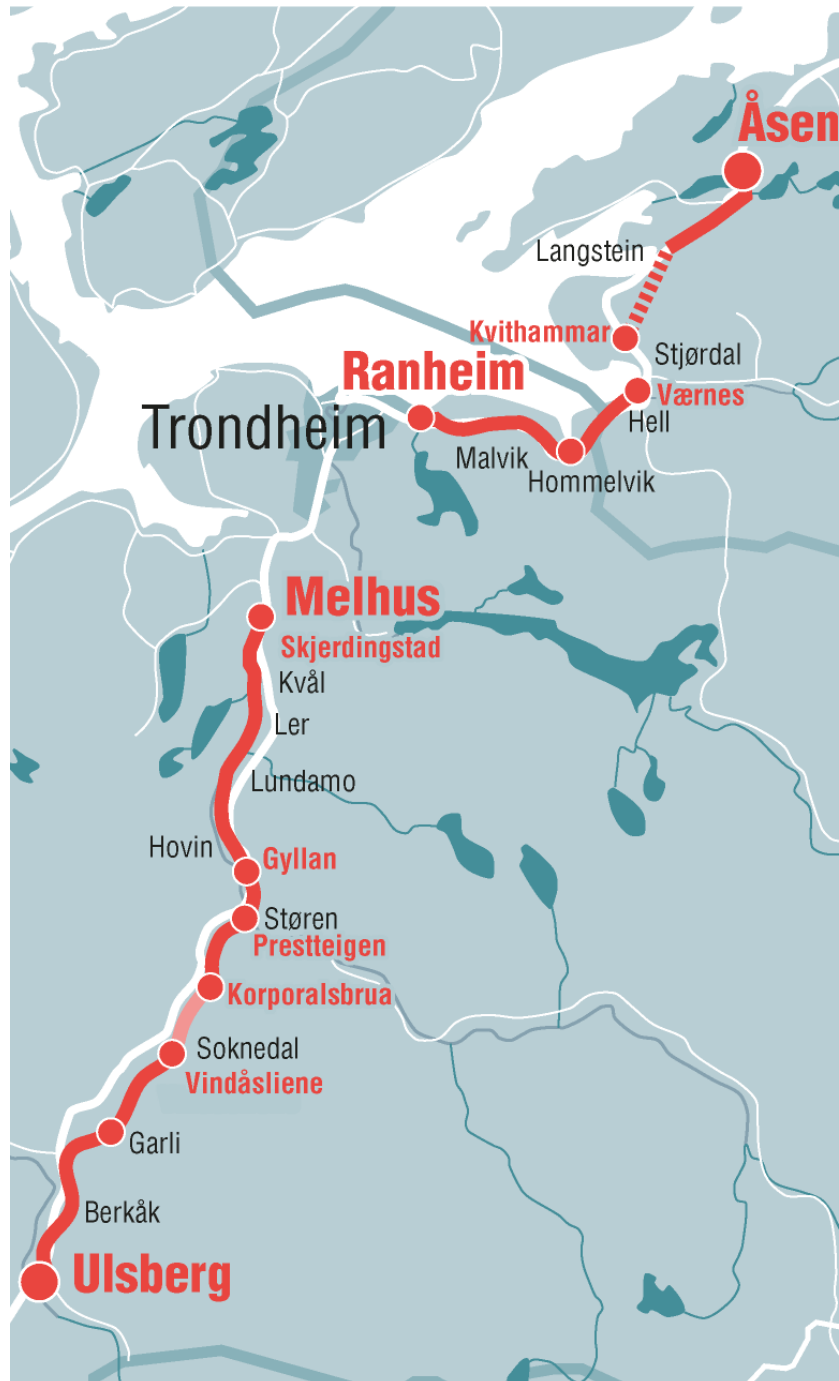 Åsen
Langstein
Kvithammar
Stjørdal
Ranheim
Værnes
Trondheim
Hell
Malvik
Hommelvik
Melhus
Skjerdingstad
Kvål
Ler
Lundamo
Hovin
Gyllan
Støren
Prestteigen
Korporalsbrua
Soknedal
Vindåsliene
Garli
Berkåk
Ulsberg